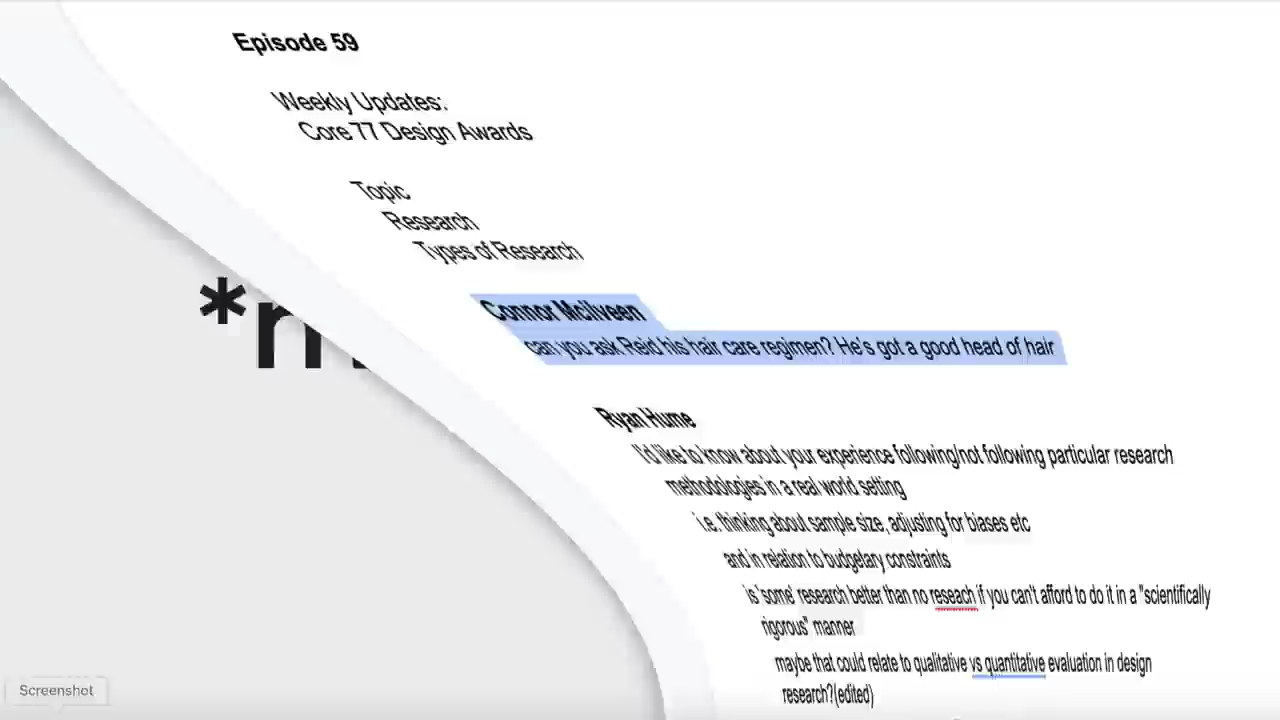 Episode 59
Weekly Updates:
Core 77 Design Awards
Topic
Research
Types of Research
Connor McIlveen
can you ask Reid his hair care regimen? He's got a good head of hair
Ryan Hume
I'd like to know about your experience following/not following particular research
methodologies in a real world setting
i.e. thinking about sample size, adjusting for biases etc
and in relation to budgetary constraints
is 'some' research better than no reseach if you can't afford to do it in a "scientifically
rigorous" manner
maybe that could relate to qualitative vs quantitative evaluation in design
research?(edited)
Screenshot